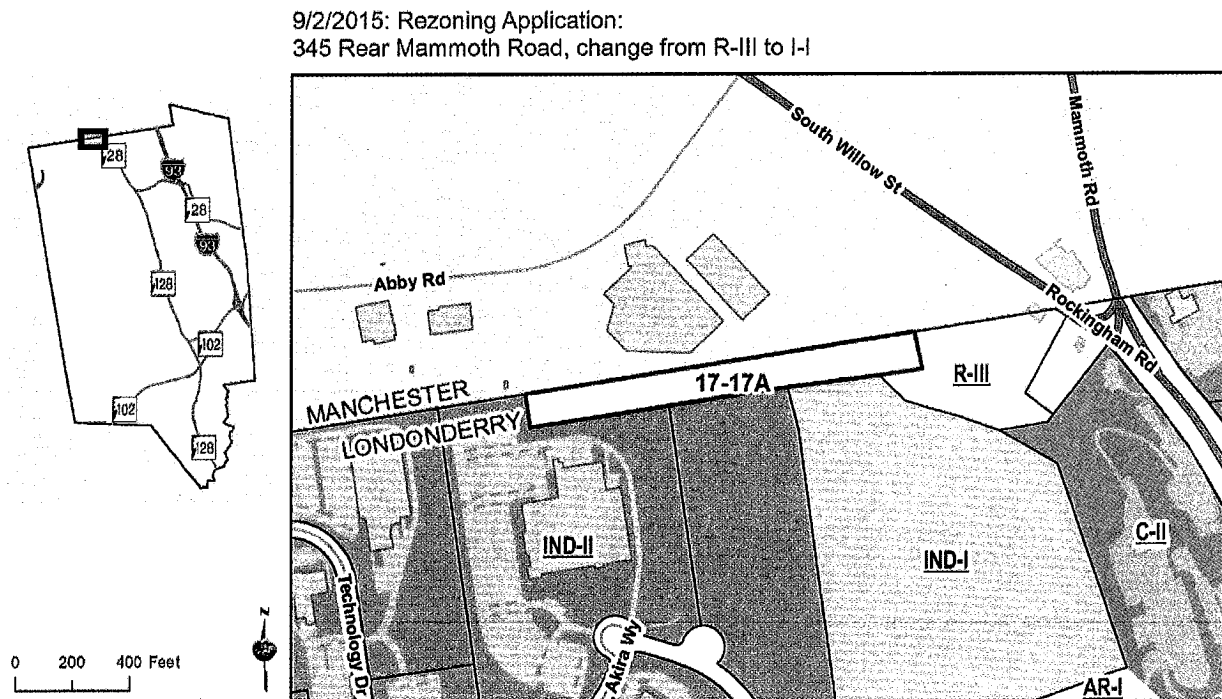 9/2/2015: Rezoning Application:
345 Rear Mammoth Road, change from R-III to I-I
28
93
28
93
128
102
102
128
South Willow St
Mammoth Rd
Abby Rd
Rockingham Rd
17-17A
R-III
MANCHESTER
LONDONDERRY
IND-II
IND-I
C-II
Technology Dr
Akira Wy
AR-I
N
0 200 400 Feet